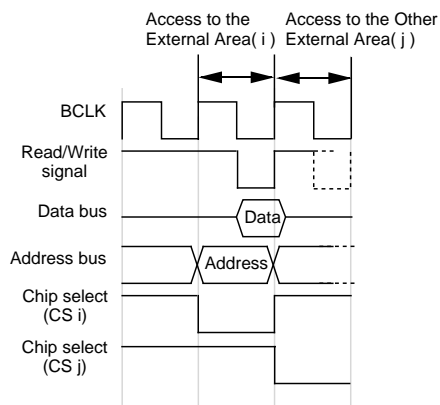 Access to the
External Area( i )
Access to the Other
External Area( j )
BCLK
Read/Write
signal
Data bus
Data
Address bus
Address
Chip select
(CS i)
Chip select
(CS j)